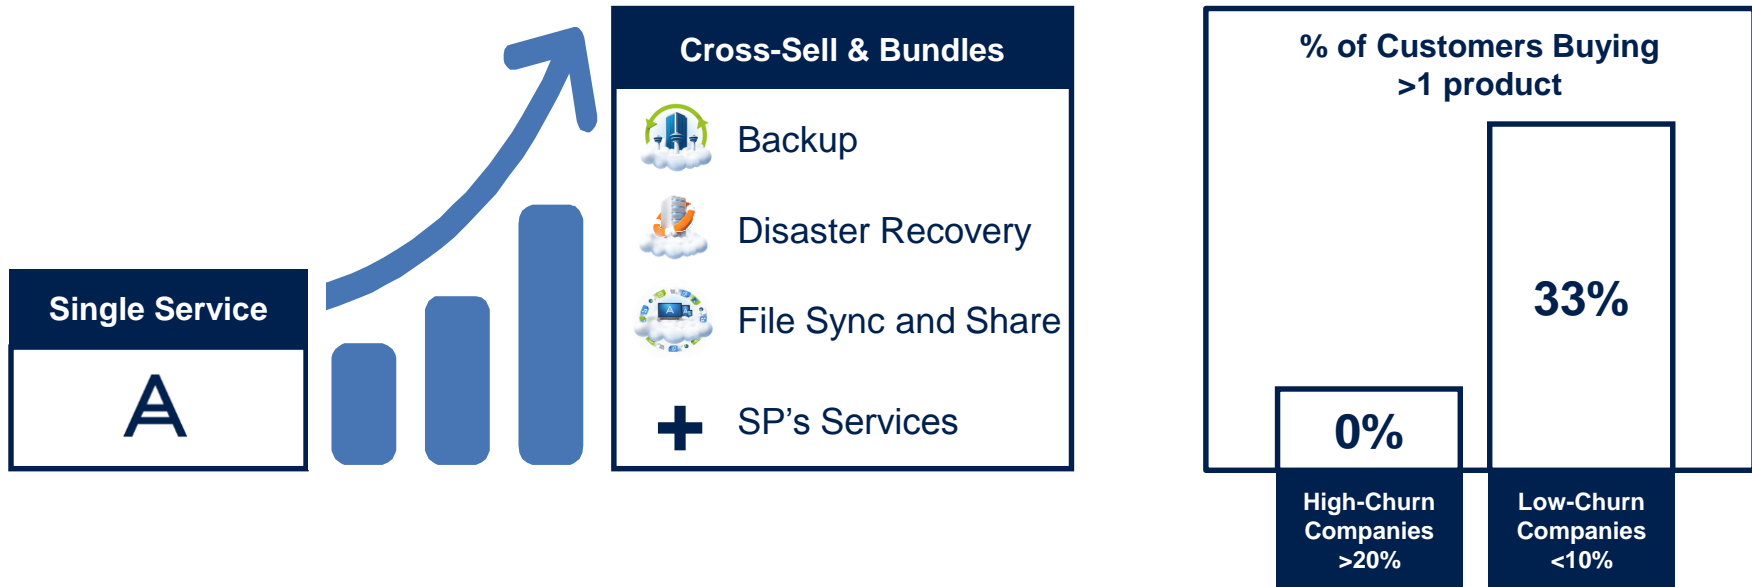 Single Service
Cross-Sell & Bundles
Backup
Disaster Recovery
File Sync and Share
SP's Services
% of Customers Buying
>1 product
0%
33%
High-Churn
Companies
>20%
Low-Churn
Companies
<10%